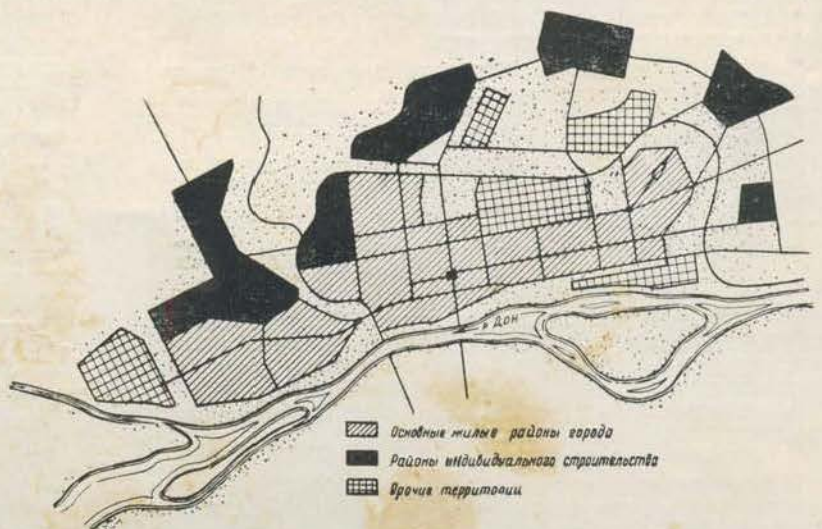 р. Дон
Основные жилые районы города
Районы индивидуального строительства
Прочие территории